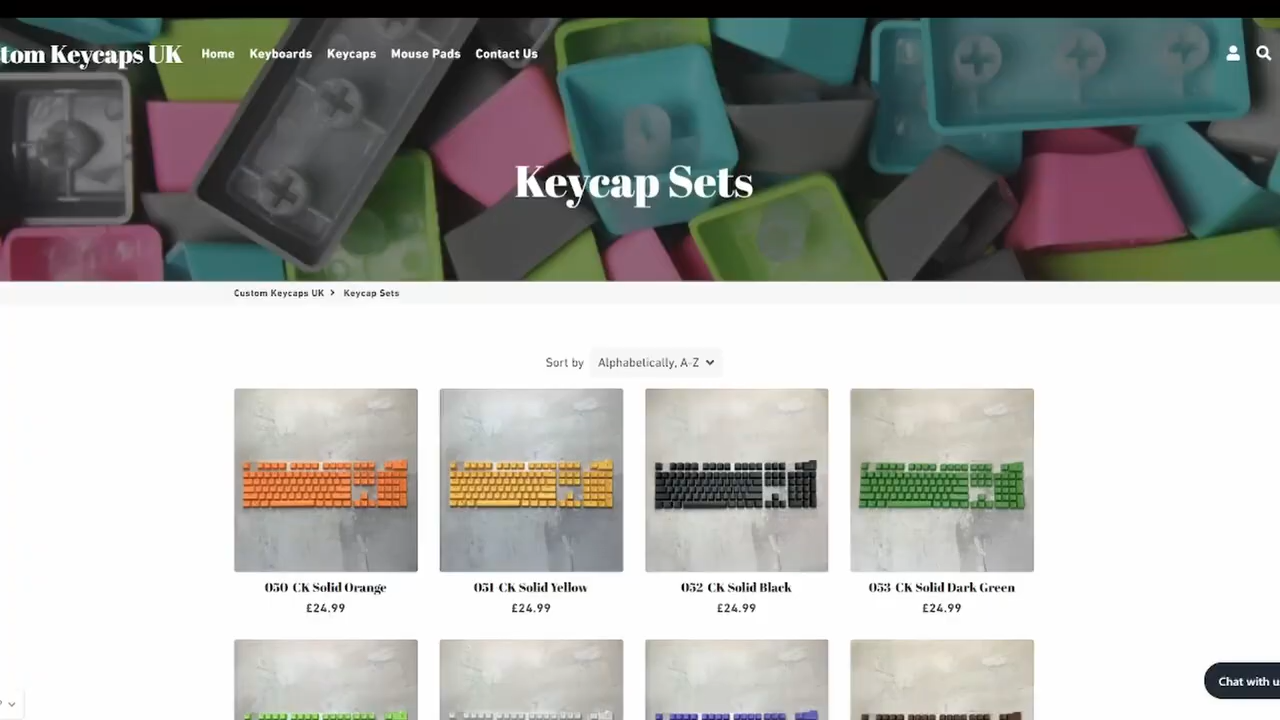 tom Keycaps UK Home Keyboards Keycaps Mouse Pads Contact Us
Keycap Sets
Custom Keycaps UK > Keycap Sets
Sort by Alphabetically, A-Z
050 CK Solid Orange
£24.99
051 CK Solid Yellow
£24.99
052 CK Solid Black
£24.99
053 CK Solid Dark Green
£24.99
Chat with u